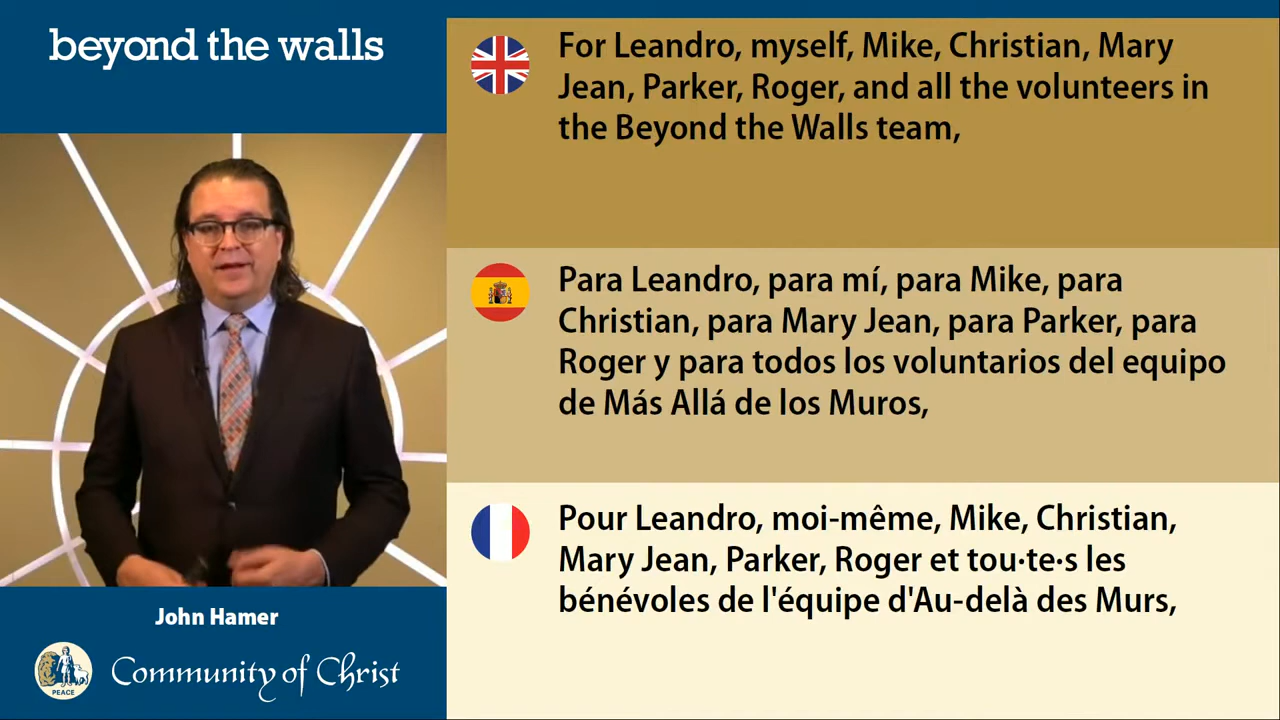 beyond the walls
For Leandro, myself, Mike, Christian, Mary
Jean, Parker, Roger, and all the volunteers in
the Beyond the Walls team,
Para Leandro, para mí, para Mike, para
Christian, para Mary Jean, para Parker, para
Roger y para todos los voluntarios del equipo
de Más Allá de los Muros,
Pour Leandro, moi-même, Mike, Christian,
Mary Jean, Parker, Roger et tou·te·s les
bénévoles de l'équipe d'Au-delà des Murs,
John Hamer
PEACE
Community of Christ